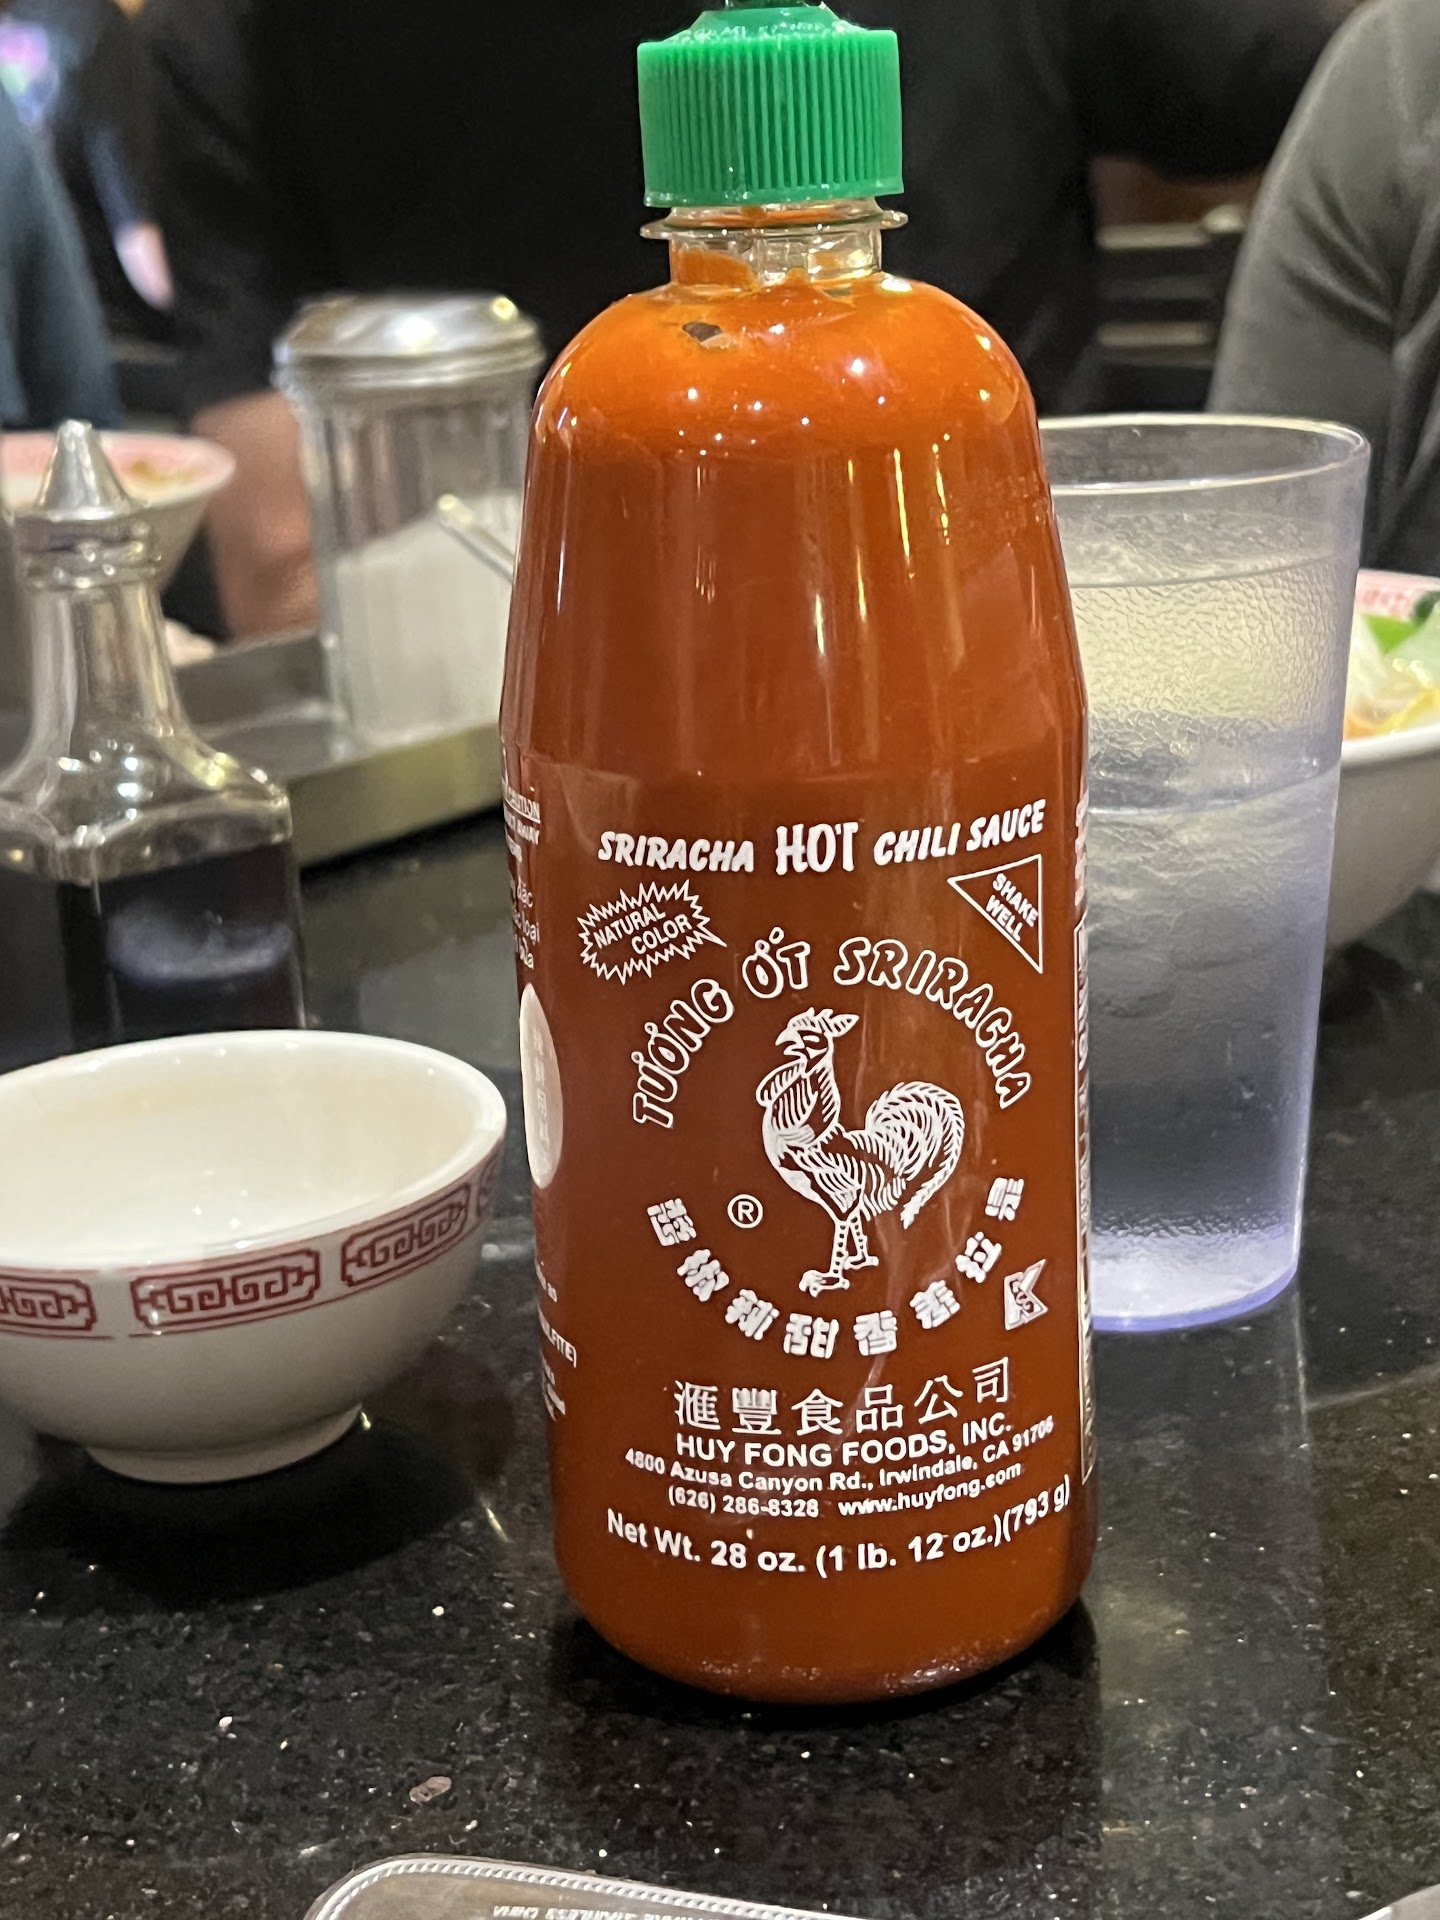 SRIRACHA HOT CHILI SAUCE
NATURAL
COLOR
SHAKE
WELL
TƯƠNG ỚT SRIRACHA
®
滙豐食品公司
HUY FONG FOODS, INC.
4800 Azusa Canyon Rd., Irwindale, CA 91706
(626) 286-8328 www.huyfong.com
Net Wt. 28 oz. (1 lb. 12 oz.)(793 g)